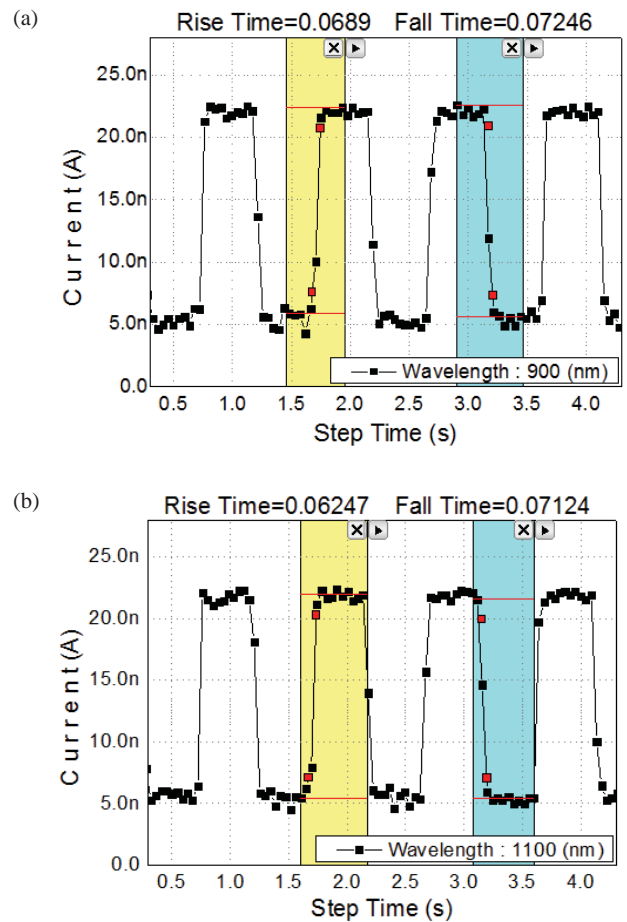 (a)
Rise Time=0.0689 Fall Time=0.07246
25.0n
20.0n
15.0n
10.0n
5.0n
0.0
Current (A)
Wavelength : 900 (nm)
0.5 1.0 1.5 2.0 2.5 3.0 3.5 4.0
Step Time (s)
(b)
Rise Time=0.06247 Fall Time=0.07124
25.0n
20.0n
15.0n
10.0n
5.0n
0.0
Current (A)
Wavelength : 1100 (nm)
0.5 1.0 1.5 2.0 2.5 3.0 3.5 4.0
Step Time (s)